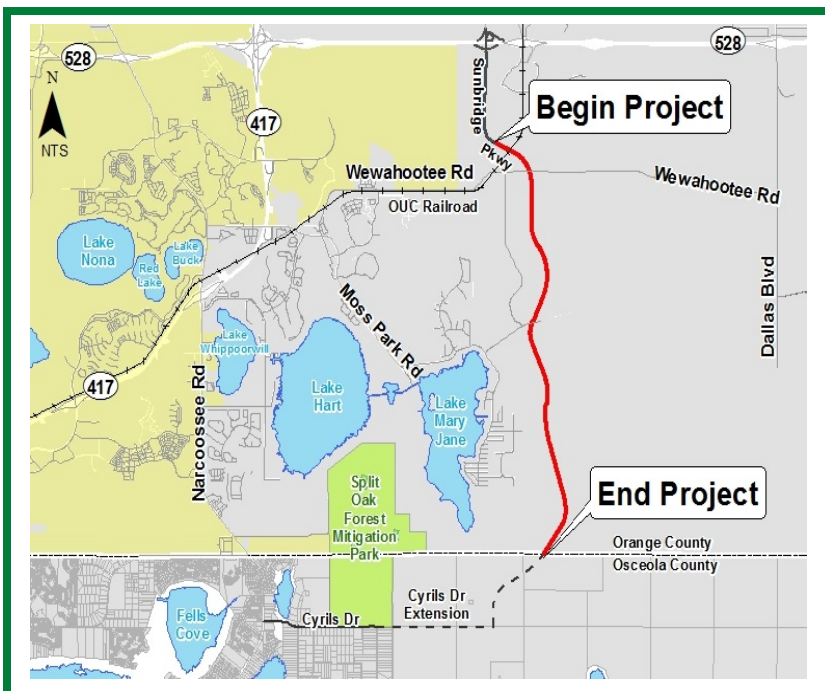 528
528
N
NTS
417
Sunbridge
Pkwy
Begin Project
Wewahootee Rd
OUC Railroad
Wewahootee Rd
Lake
Nona
Red
Lake
Lake
Buck
Moss Park Rd
Dallas Blvd
Lake
Whippoorwill
417
Narcoossee Rd
Lake
Hart
Lake
Mary
Jane
Split
Oak
Forest
Mitigation
Park
End Project
Orange County
Osceola County
Cyrils Dr
Extension
Cyrils Dr
Fells
Cove